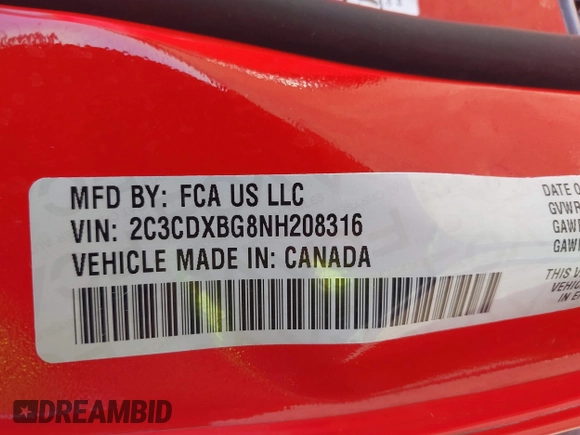 MFD BY: FCA US LLC
VIN: 2C3CDXBG8NH208316
VEHICLE MADE IN: CANADA
DATE O
GVWR
GAW
GAW
THIS V
VEHIC
IN E
DREAMBID